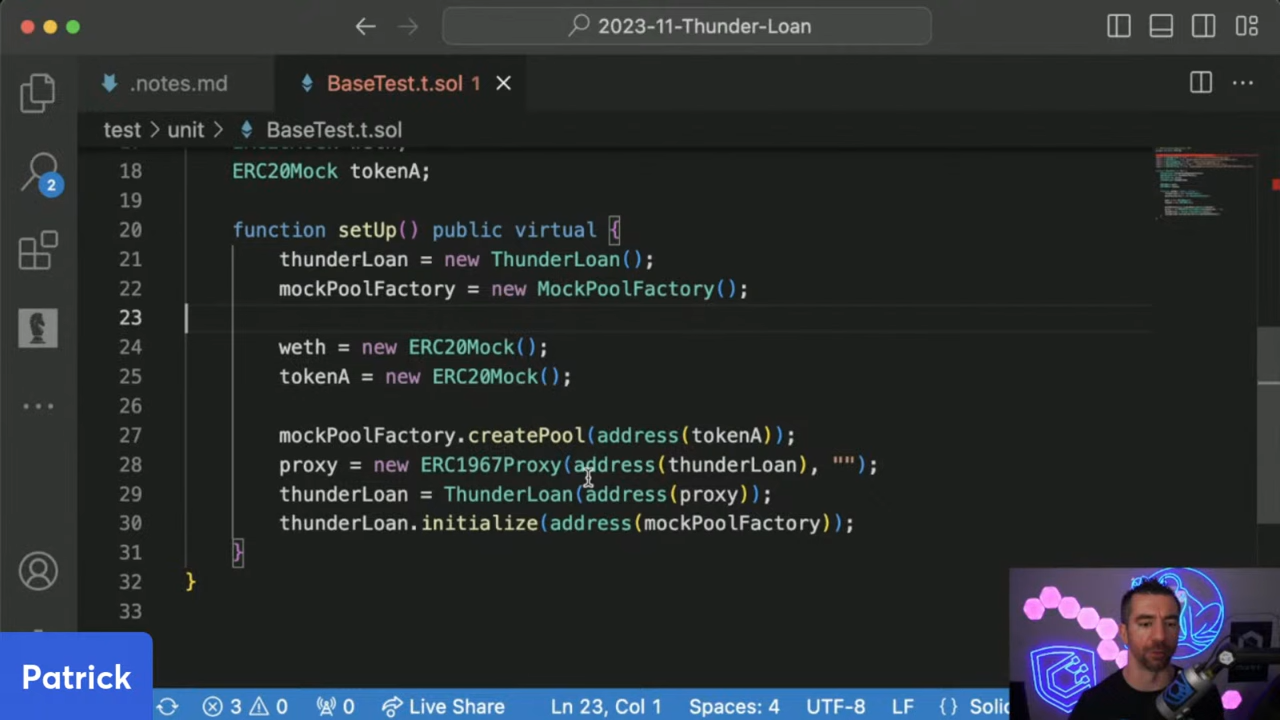 2023-11-Thunder-Loan
.notes.md
BaseTest.t.sol 1
test > unit > BaseTest.t.sol
18 ERC20Mock tokenA;
19
20 function setUp() public virtual {
21 thunderLoan = new ThunderLoan();
22 mockPoolFactory = new MockPoolFactory();
23
24 weth = new ERC20Mock();
25 tokenA = new ERC20Mock();
26
27 mockPoolFactory.createPool(address(tokenA));
28 proxy = new ERC1967Proxy(address(thunderLoan), "");
29 thunderLoan = ThunderLoan(address(proxy));
30 thunderLoan.initialize(address(mockPoolFactory));
31 }
32 }
33
2
Patrick
3 0 0 Live Share Ln 23, Col 1 Spaces: 4 UTF-8 LF {} Soli